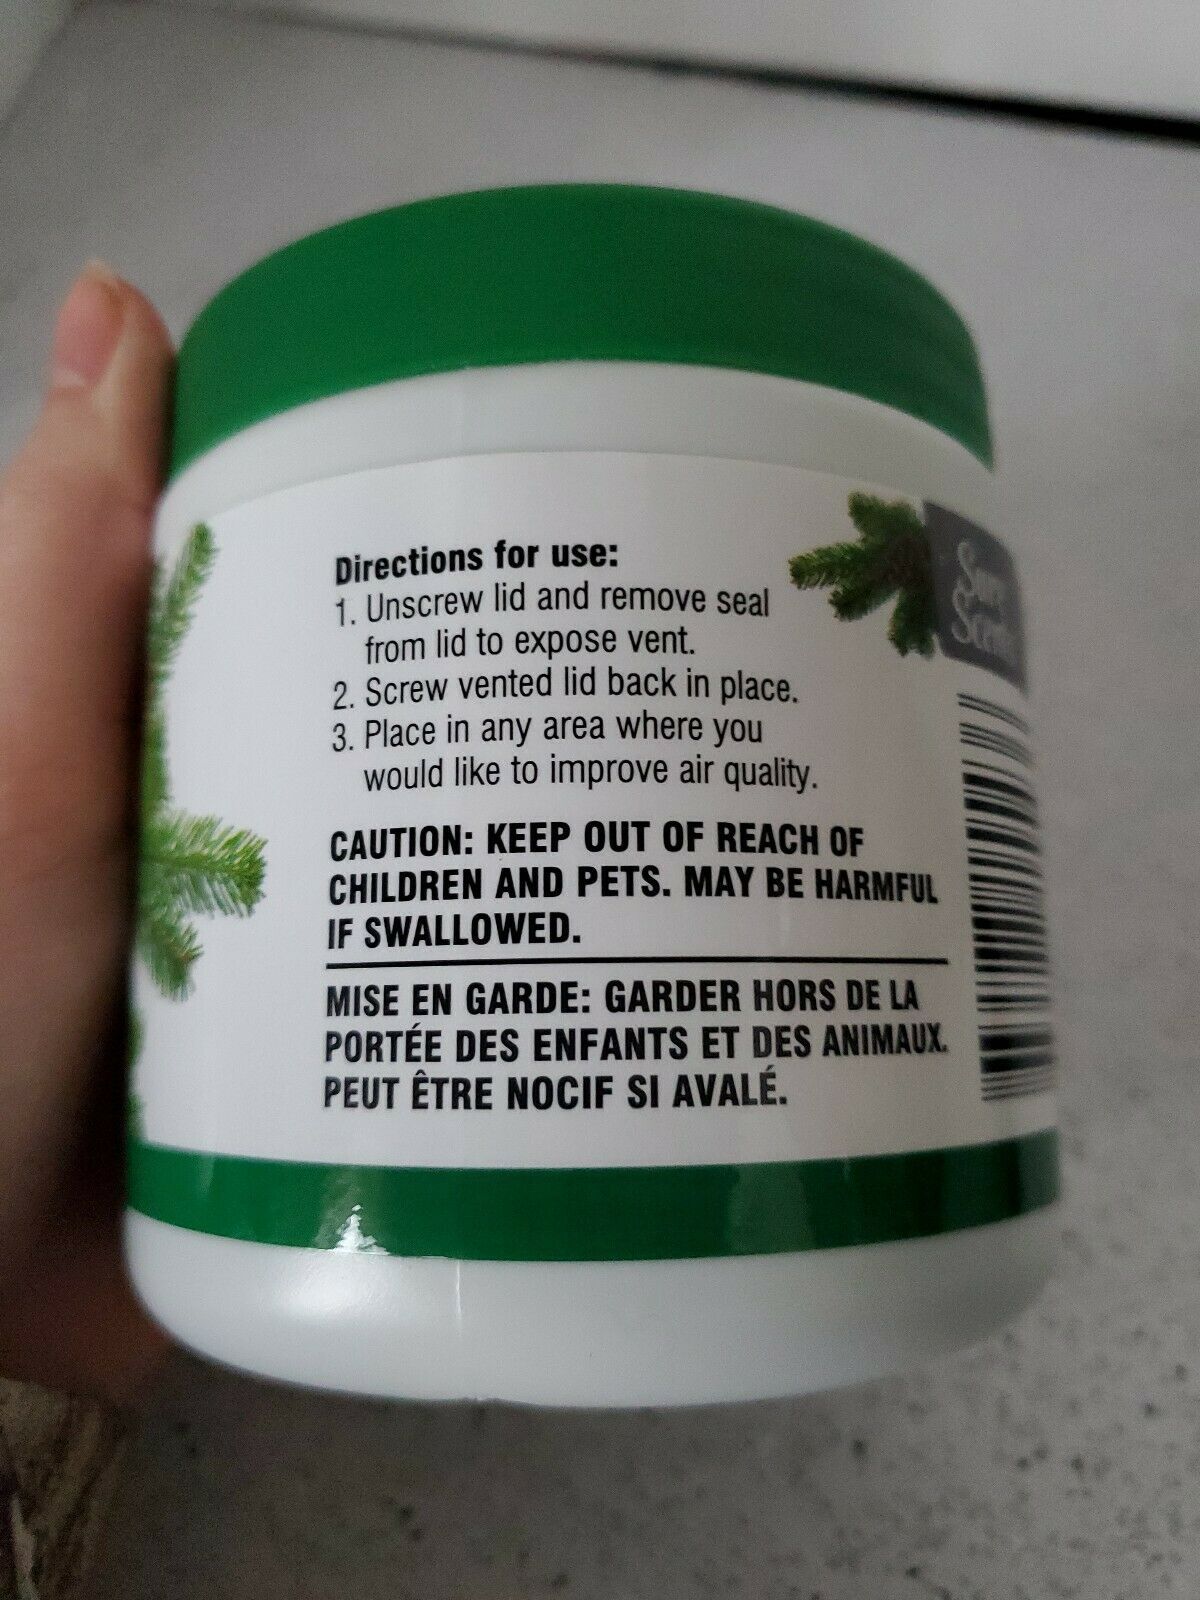 Directions for use:
1. Unscrew lid and remove seal
from lid to expose vent.
2. Screw vented lid back in place.
3. Place in any area where you
would like to improve air quality.
CAUTION: KEEP OUT OF REACH OF
CHILDREN AND PETS. MAY BE HARMFUL
IF SWALLOWED.
MISE EN GARDE: GARDER HORS DE LA
PORTÉE DES ENFANTS ET DES ANIMAUX.
PEUT ÊTRE NOCIF SI AVALÉ.